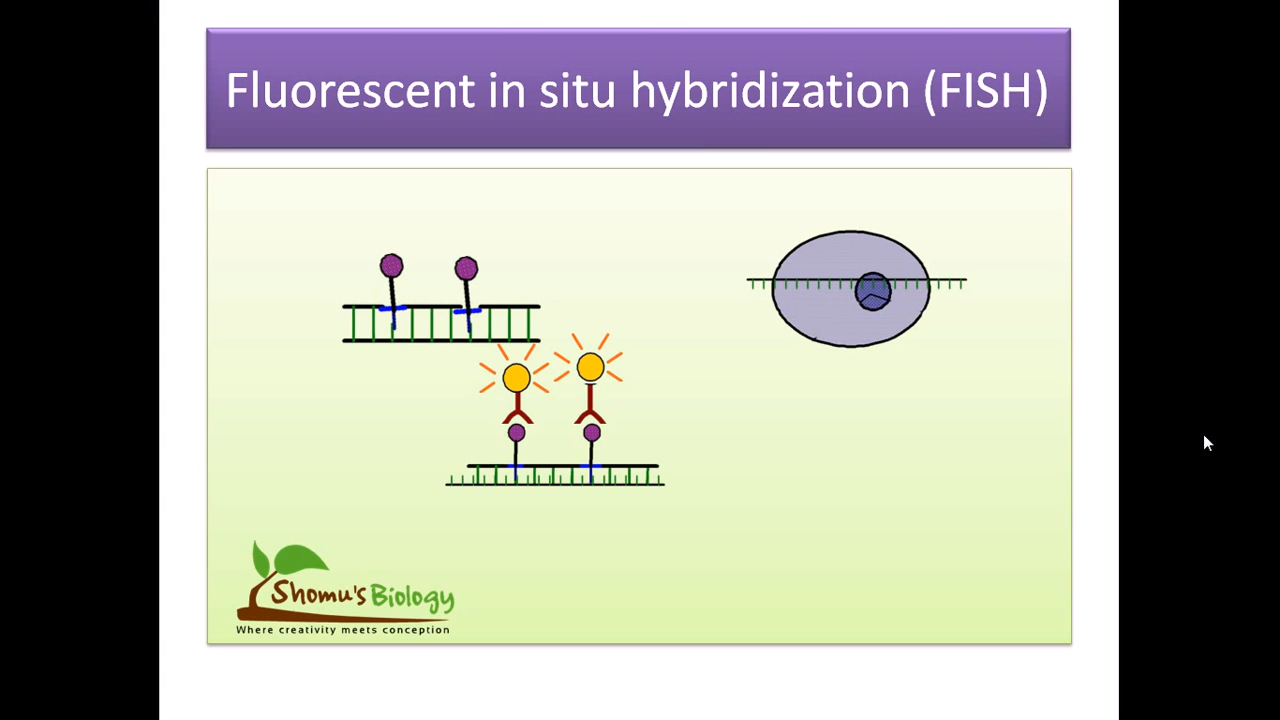 Fluorescent in situ hybridization (FISH)
Shomu's Biology
Where creativity meets conception